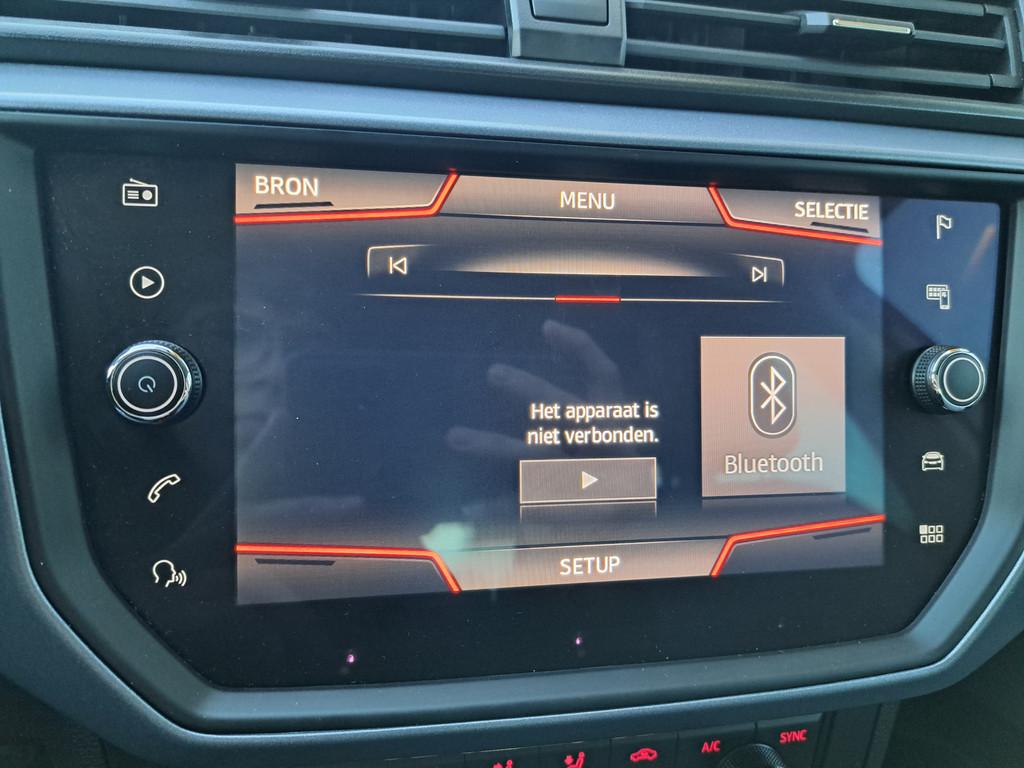 BRON
MENU
SELECTIE
Het apparaat is
niet verbonden.
Bluetooth
SETUP
A/C
SYNC